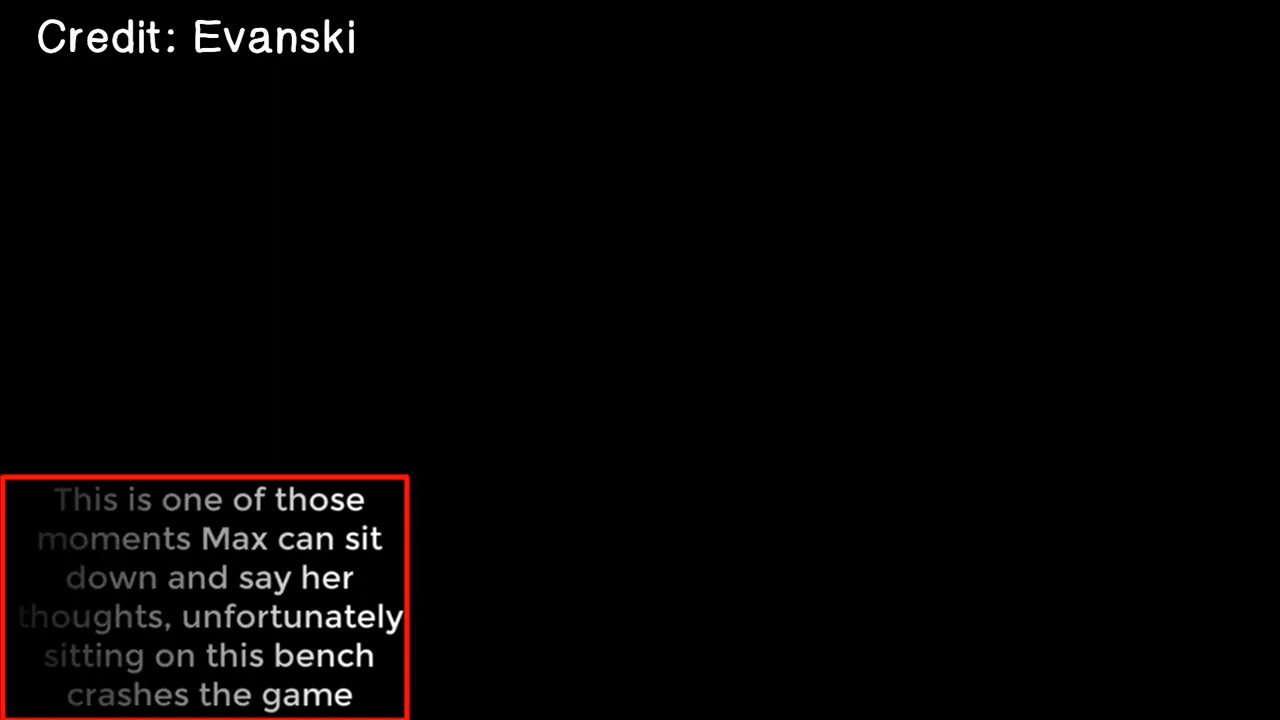 Credit: Evanski
This is one of those
moments Max can sit
down and say her
thoughts, unfortunately
sitting on this bench
crashes the game